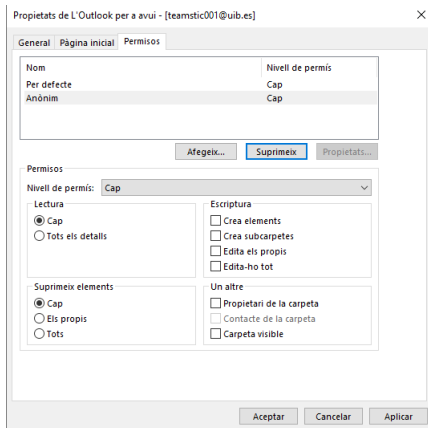 Propietats de L'Outlook per a avui - [teamstic001@uib.es]
General Pàgina inicial Permisos
Nom Nivell de permís
Per defecte Cap
Anònim Cap
Afegeix... Suprimeix Propietats...
Permisos
Nivell de permís: Cap
Lectura Escriptura
Cap Crea elements
Tots els detalls Crea subcarpetes
Edita els propis
Edita-ho tot
Suprimeix elements Un altre
Cap Propietari de la carpeta
Els propis Contacte de la carpeta
Tots Carpeta visible
Aceptar Cancelar Aplicar